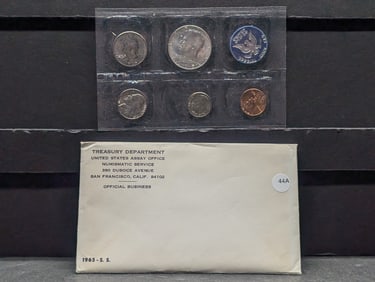 TREASURY DEPARTMENT
UNITED STATES ASSAY OFFICE
NUMISMATIC SERVICE
350 DUBOCE AVENUE
SAN FRANCISCO, CALIF. 94102
OFFICIAL BUSINESS
44A
1965 - S. S.